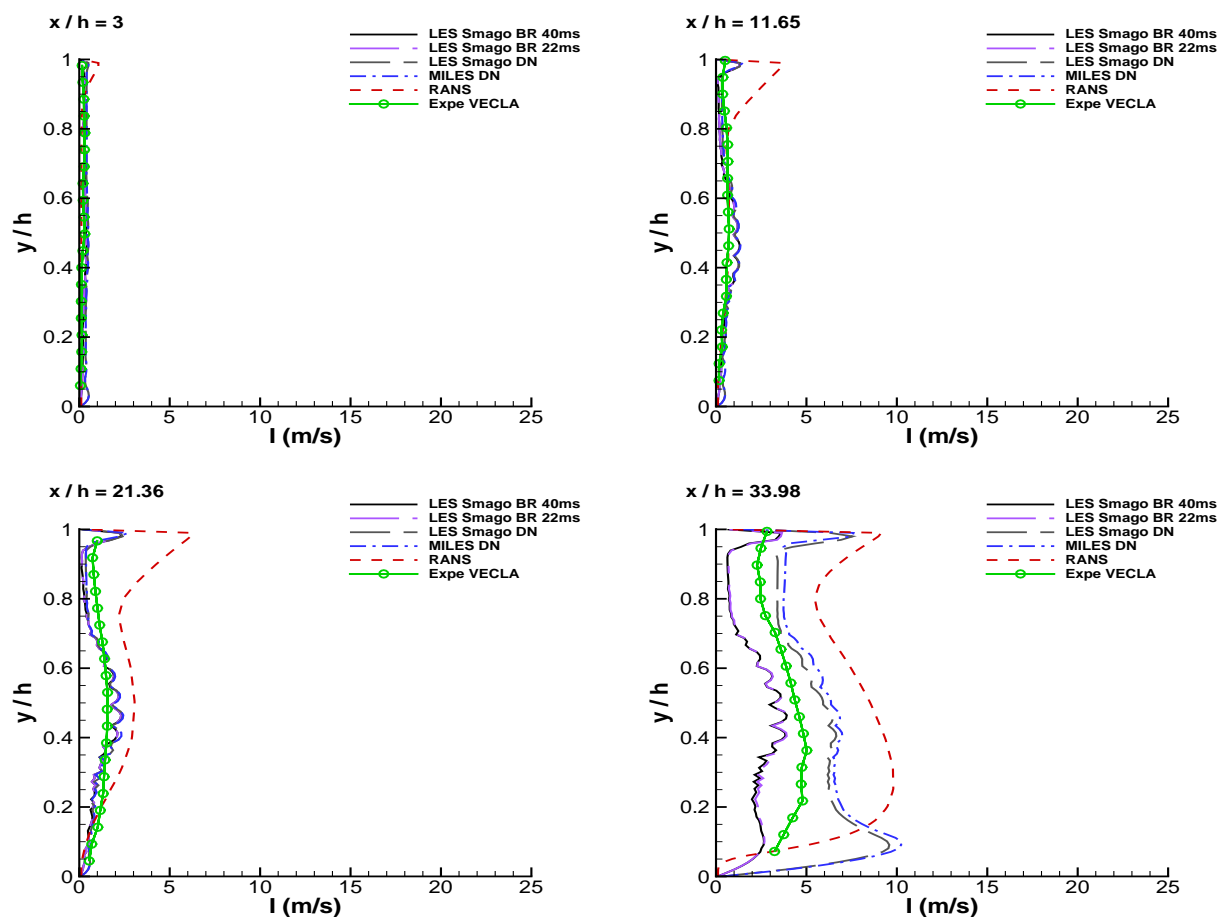 x / h = 3
LES Smago BR 40ms
LES Smago BR 22ms
LES Smago DN
MILES DN
RANS
Expe VECLA
1
0.8
0.6
0.4
0.2
0
y / h
0 5 10 15 20 25
I (m/s)
x / h = 11.65
LES Smago BR 40ms
LES Smago BR 22ms
LES Smago DN
MILES DN
RANS
Expe VECLA
1
0.8
0.6
0.4
0.2
0
y / h
0 5 10 15 20 25
I (m/s)
x / h = 21.36
LES Smago BR 40ms
LES Smago BR 22ms
LES Smago DN
MILES DN
RANS
Expe VECLA
1
0.8
0.6
0.4
0.2
0
y / h
0 5 10 15 20 25
I (m/s)
x / h = 33.98
LES Smago BR 40ms
LES Smago BR 22ms
LES Smago DN
MILES DN
RANS
Expe VECLA
1
0.8
0.6
0.4
0.2
0
y / h
0 5 10 15 20 25
I (m/s)